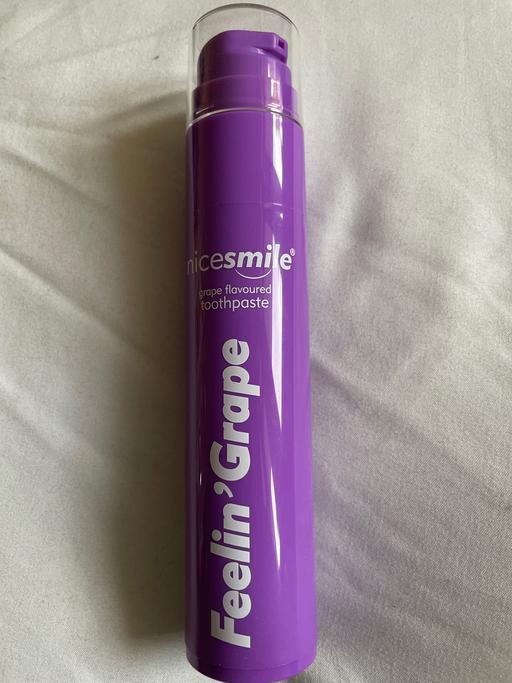 nicesmile®
grape flavoured
toothpaste
Feelin' Grape